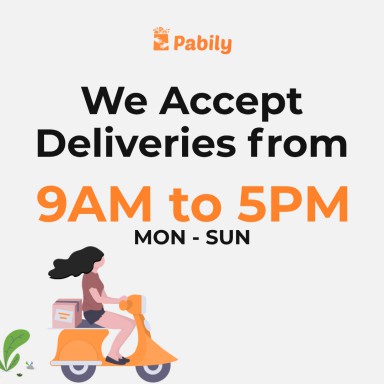 Pabily
We Accept
Deliveries from
9AM to 5PM
MON - SUN